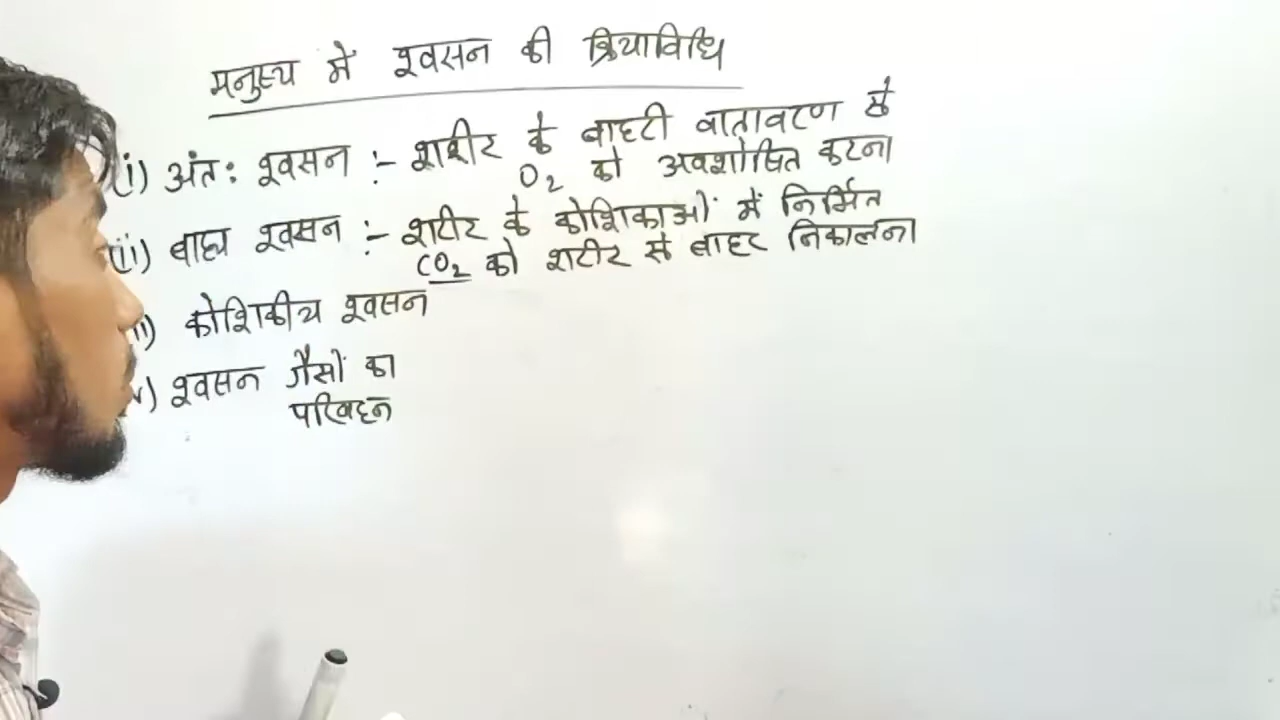 मनुष्य में श्वसन की क्रियाविधि
(i) अंतः श्वसन :- शरीर के बाहरी वातावरण से
O₂ को अवशोषित करना
(ii) बाह्य श्वसन :- शरीर के कोशिकाओं में निर्मित
CO₂ को शरीर से बाहर निकालना
ii) कोशिकीय श्वसन
v) श्वसन गैसों का
परिवहन